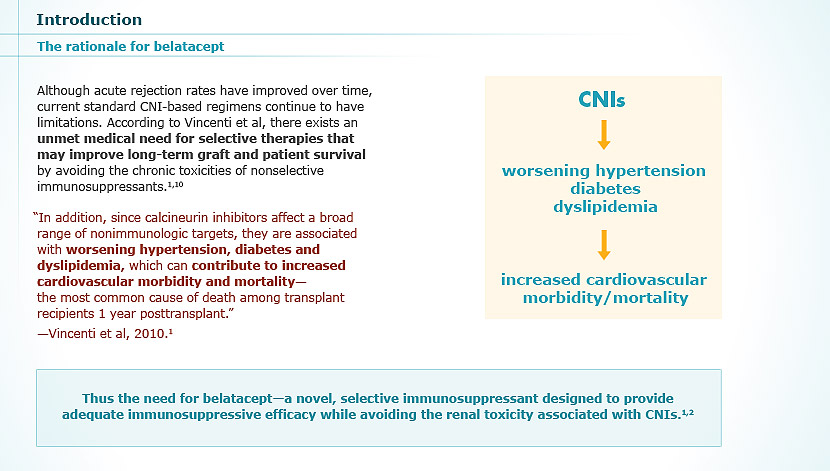 Introduction
The rationale for belatacept
Although acute rejection rates have improved over time,
current standard CNI-based regimens continue to have
limitations. According to Vincenti et al, there exists an
unmet medical need for selective therapies that
may improve long-term graft and patient survival
by avoiding the chronic toxicities of nonselective
immunosuppressants.¹,¹⁰
“In addition, since calcineurin inhibitors affect a broad
range of nonimmunologic targets, they are associated
with worsening hypertension, diabetes and
dyslipidemia, which can contribute to increased
cardiovascular morbidity and mortality—
the most common cause of death among transplant
recipients 1 year posttransplant.”
—Vincenti et al, 2010.¹
CNIs
worsening hypertension
diabetes
dyslipidemia
increased cardiovascular
morbidity/mortality
Thus the need for belatacept—a novel, selective immunosuppressant designed to provide
adequate immunosuppressive efficacy while avoiding the renal toxicity associated with CNIs.¹,²